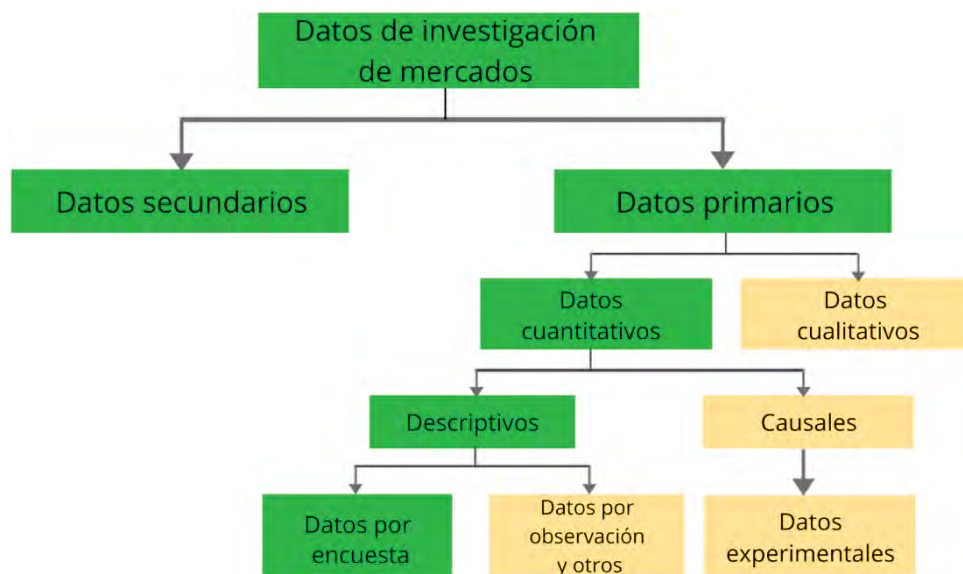 Datos de investigación
de mercados
Datos secundarios
Datos primarios
Datos
cuantitativos
Datos
cualitativos
Descriptivos
Causales
Datos por
encuesta
Datos por
observación
y otros
Datos
experimentales